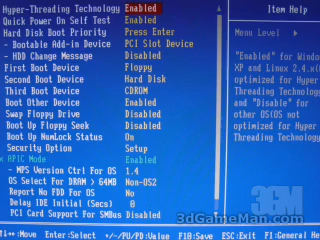 Hyper-Threading Technology Enabled
Quick Power On Self Test Enabled
Hard Disk Boot Priority Press Enter
- Bootable Add-in Device PCI Slot Device
- HDD Change Message Disabled
First Boot Device Floppy
Second Boot Device Hard Disk
Third Boot Device CDROM
Boot Other Device Enabled
Swap Floppy Drive Disabled
Boot Up Floppy Seek Disabled
Boot Up NumLock Status On
Security Option Setup
x APIC Mode Enabled
- MPS Version Ctrl For OS 1.4
OS Select For DRAM > 64MB Non-OS2
Report No FDD For OS No
Delay IDE Initial (Secs) 0
PCI Card Support For SMBus Disabled
Item Help
Menu Level ▶
"Enabled" for Window
XP and Linux 2.4.x(
optimized for Hyper
Threading Technology
and "Disable" for
other OS(OS not
optimized for Hyper
Threading Technology
3GM
3dGameMan.com
↑↓→←:Move Enter:Select +/-/PU/PD:Value F10:Save ESC:Exit F1:General Help